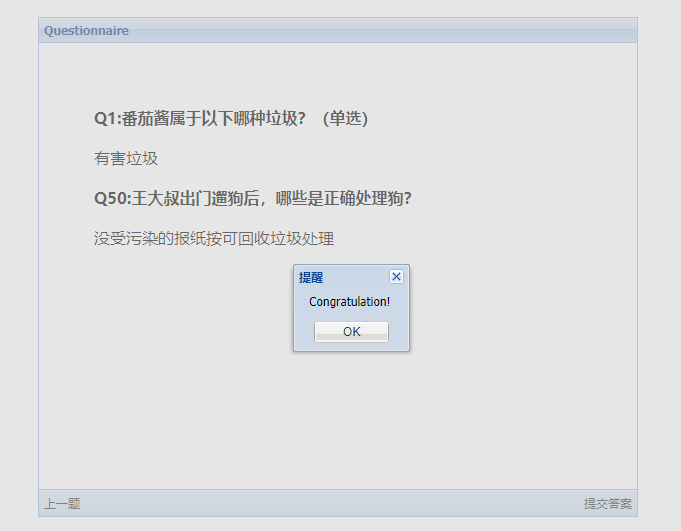 Questionnaire
Q1:番茄酱属于以下哪种垃圾？（单选）
有害垃圾
Q50:王大叔出门遛狗后，哪些是正确处理狗?
没受污染的报纸按可回收垃圾处理
提醒
Congratulation!
OK
上一题
提交答案